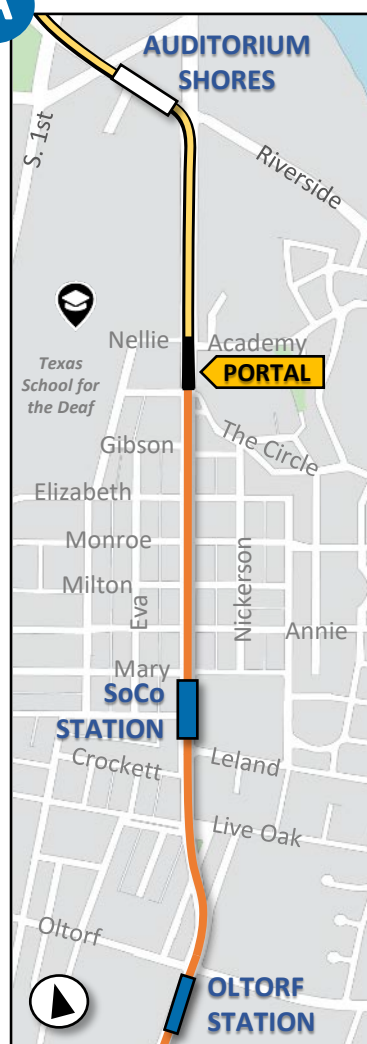 A
AUDITORIUM
SHORES
S. 1st
Riverside
Nellie
Academy
PORTAL
Texas
School for
the Deaf
The Circle
Gibson
Elizabeth
Monroe
Nickerson
Milton
Eva
Annie
Mary
SoCo
STATION
Crockett
Leland
Live Oak
Oltorf
OLTORF
STATION